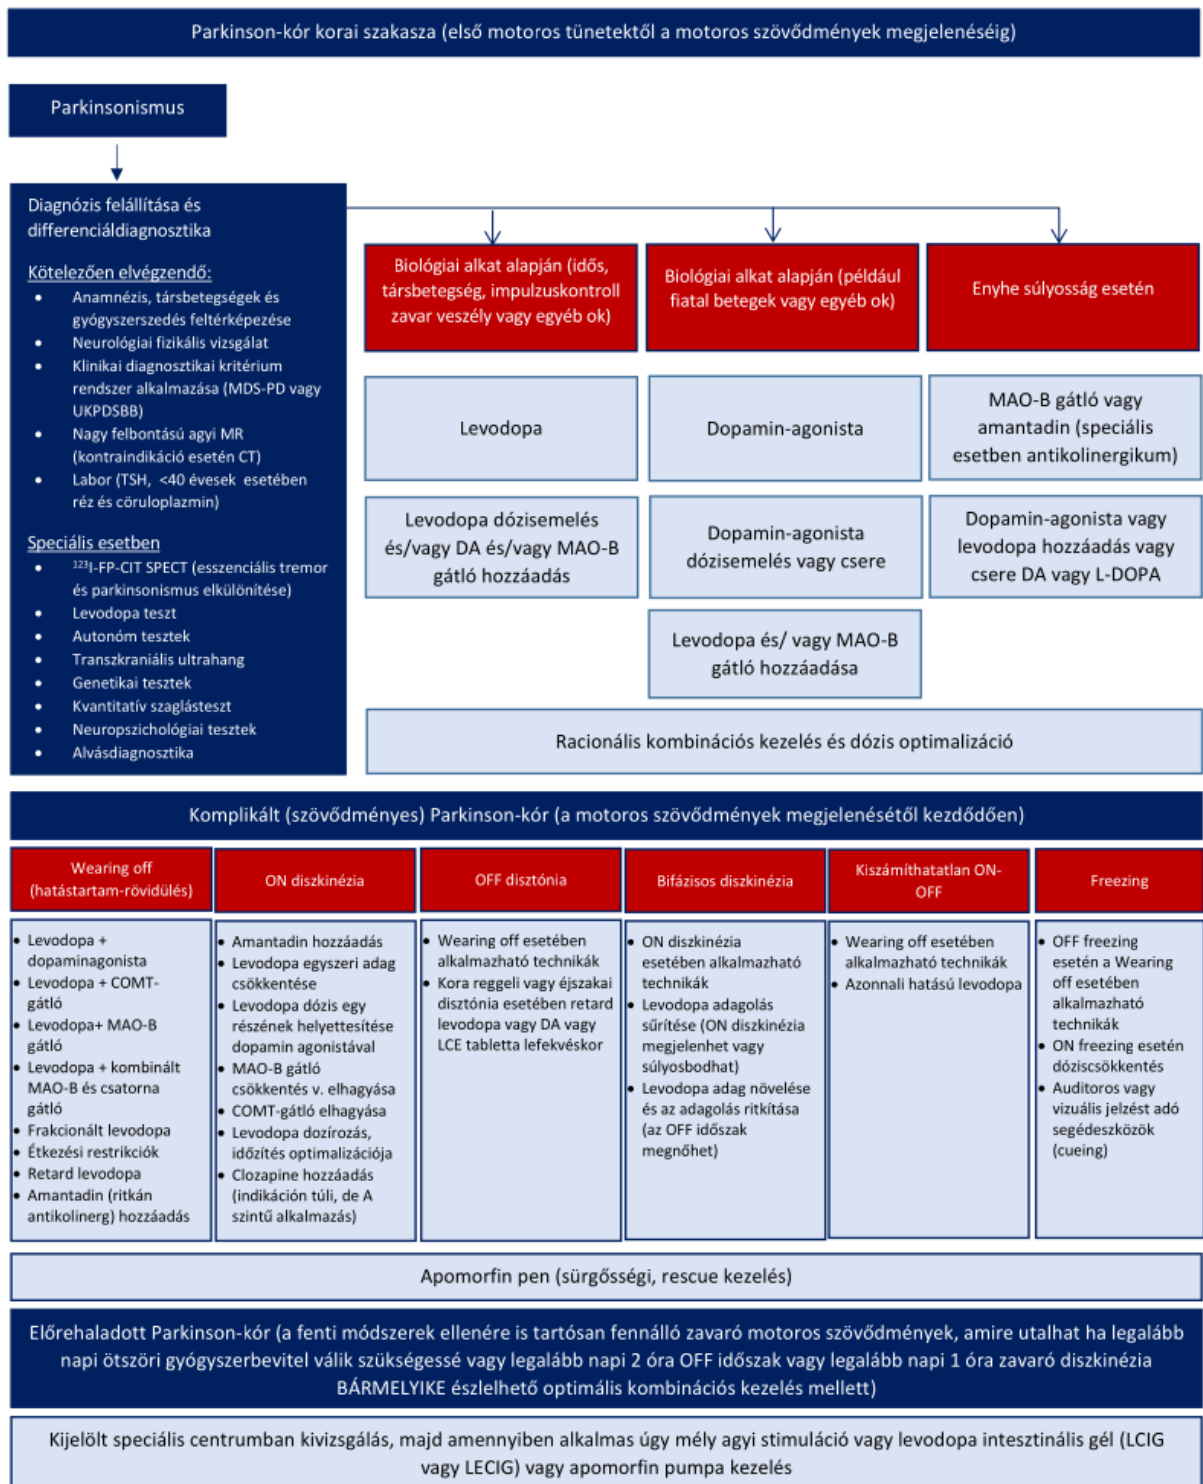 Parkinson-kór korai szakasza (első motoros tünetektől a motoros szövődmények megjelenéséig)
Parkinsonismus
Diagnózis felállítása és
differenciáldiagnosztika
Kötelezően elvégzendő:
• Anamnézis, társbetegségek és
gyógyszerszedés feltérképezése
• Neurológiai fizikális vizsgálat
• Klinikai diagnosztikai kritérium
rendszer alkalmazása (MDS-PD vagy
UKPDSBB)
• Nagy felbontású agyi MR
(kontraindikáció esetén CT)
• Labor (TSH, <40 évesek esetében
réz és cöruloplazmin)
Speciális esetben
• ¹²³I-FP-CIT SPECT (esszenciális tremor
és parkinsonismus elkülönítése)
• Levodopa teszt
• Autonóm tesztek
• Transzkraniális ultrahang
• Genetikai tesztek
• Kvantitatív szaglásteszt
• Neuropszichológiai tesztek
• Alvásdiagnosztika
Biológiai alkat alapján (idős,
társbetegség, impulzuskontroll
zavar veszély vagy egyéb ok)
Levodopa
Levodopa dózisemelés
és/vagy DA és/vagy MAO-B
gátló hozzáadás
Biológiai alkat alapján (például
fiatal betegek vagy egyéb ok)
Dopamin-agonista
Dopamin-agonista
dózisemelés vagy csere
Levodopa és/ vagy MAO-B
gátló hozzáadása
Enyhe súlyosság esetén
MAO-B gátló vagy
amantadin (speciális
esetben antikolinergikum)
Dopamin-agonista vagy
levodopa hozzáadás vagy
csere DA vagy L-DOPA
Racionális kombinációs kezelés és dózis optimalizáció
Komplikált (szövődményes) Parkinson-kór (a motoros szövődmények megjelenésétől kezdődően)
Wearing off
(hatástartam-rövidülés)
• Levodopa +
dopaminagonista
• Levodopa + COMT-
gátló
• Levodopa+ MAO-B
gátló
• Levodopa + kombinált
MAO-B és csatorna
gátló
• Frakcionált levodopa
• Étkezési restrikciók
• Retard levodopa
• Amantadin (ritkán
antikolinerg) hozzáadás
ON diszkinézia
• Amantadin hozzáadás
• Levodopa egyszeri adag
csökkentése
• Levodopa dózis egy
részének helyettesítése
dopamin agonistával
• MAO-B gátló
csökkentés v. elhagyása
• COMT-gátló elhagyása
• Levodopa dozírozás,
időzítés optimalizációja
• Clozapine hozzáadás
(indikáción túli, de A
szintű alkalmazás)
OFF disztónia
• Wearing off esetében
alkalmazható technikák
• Kora reggeli vagy éjszakai
disztónia esetében retard
levodopa vagy DA vagy
LCE tabletta lefekvéskor
Bifázisos diszkinézia
• ON diszkinézia
esetében alkalmazható
technikák
• Levodopa adagolás
sűrítése (ON diszkinézia
megjelenhet vagy
súlyosbodhat)
• Levodopa adag növelése
és az adagolás ritkítása
(az OFF időszak
megnőhet)
Kiszámíthatatlan ON-
OFF
• Wearing off esetében
alkalmazható technikák
• Azonnali hatású levodopa
Freezing
• OFF freezing
esetén a Wearing
off esetében
alkalmazható
technikák
• ON freezing esetén
dóziscsökkentés
• Auditoros vagy
vizuális jelzést adó
segédeszközök
(cueing)
Apomorfin pen (sürgősségi, rescue kezelés)
Előrehaladott Parkinson-kór (a fenti módszerek ellenére is tartósan fennálló zavaró motoros szövődmények, amire utalhat ha legalább
napi ötszöri gyógyszerbevitel válik szükségessé vagy legalább napi 2 óra OFF időszak vagy legalább napi 1 óra zavaró diszkinézia
BÁRMELYIKE észlelhető optimális kombinációs kezelés mellett)
Kijelölt speciális centrumban kivizsgálás, majd amennyiben alkalmas úgy mély agyi stimuláció vagy levodopa intesztinális gél (LCIG
vagy LECIG) vagy apomorfin pumpa kezelés